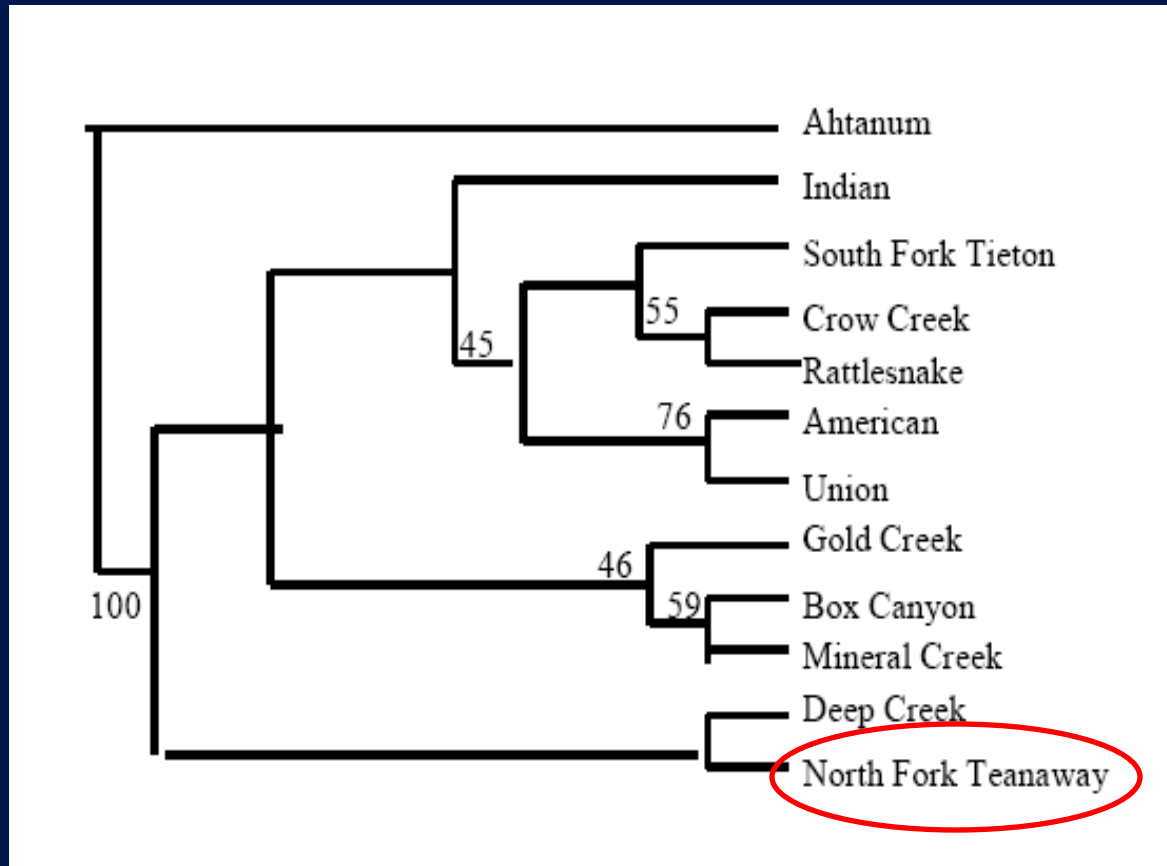 Ahtanum
Indian
South Fork Tieton
55
Crow Creek
45
Rattlesnake
76
American
Union
Gold Creek
46
59
100
Box Canyon
Mineral Creek
Deep Creek
North Fork Teanaway